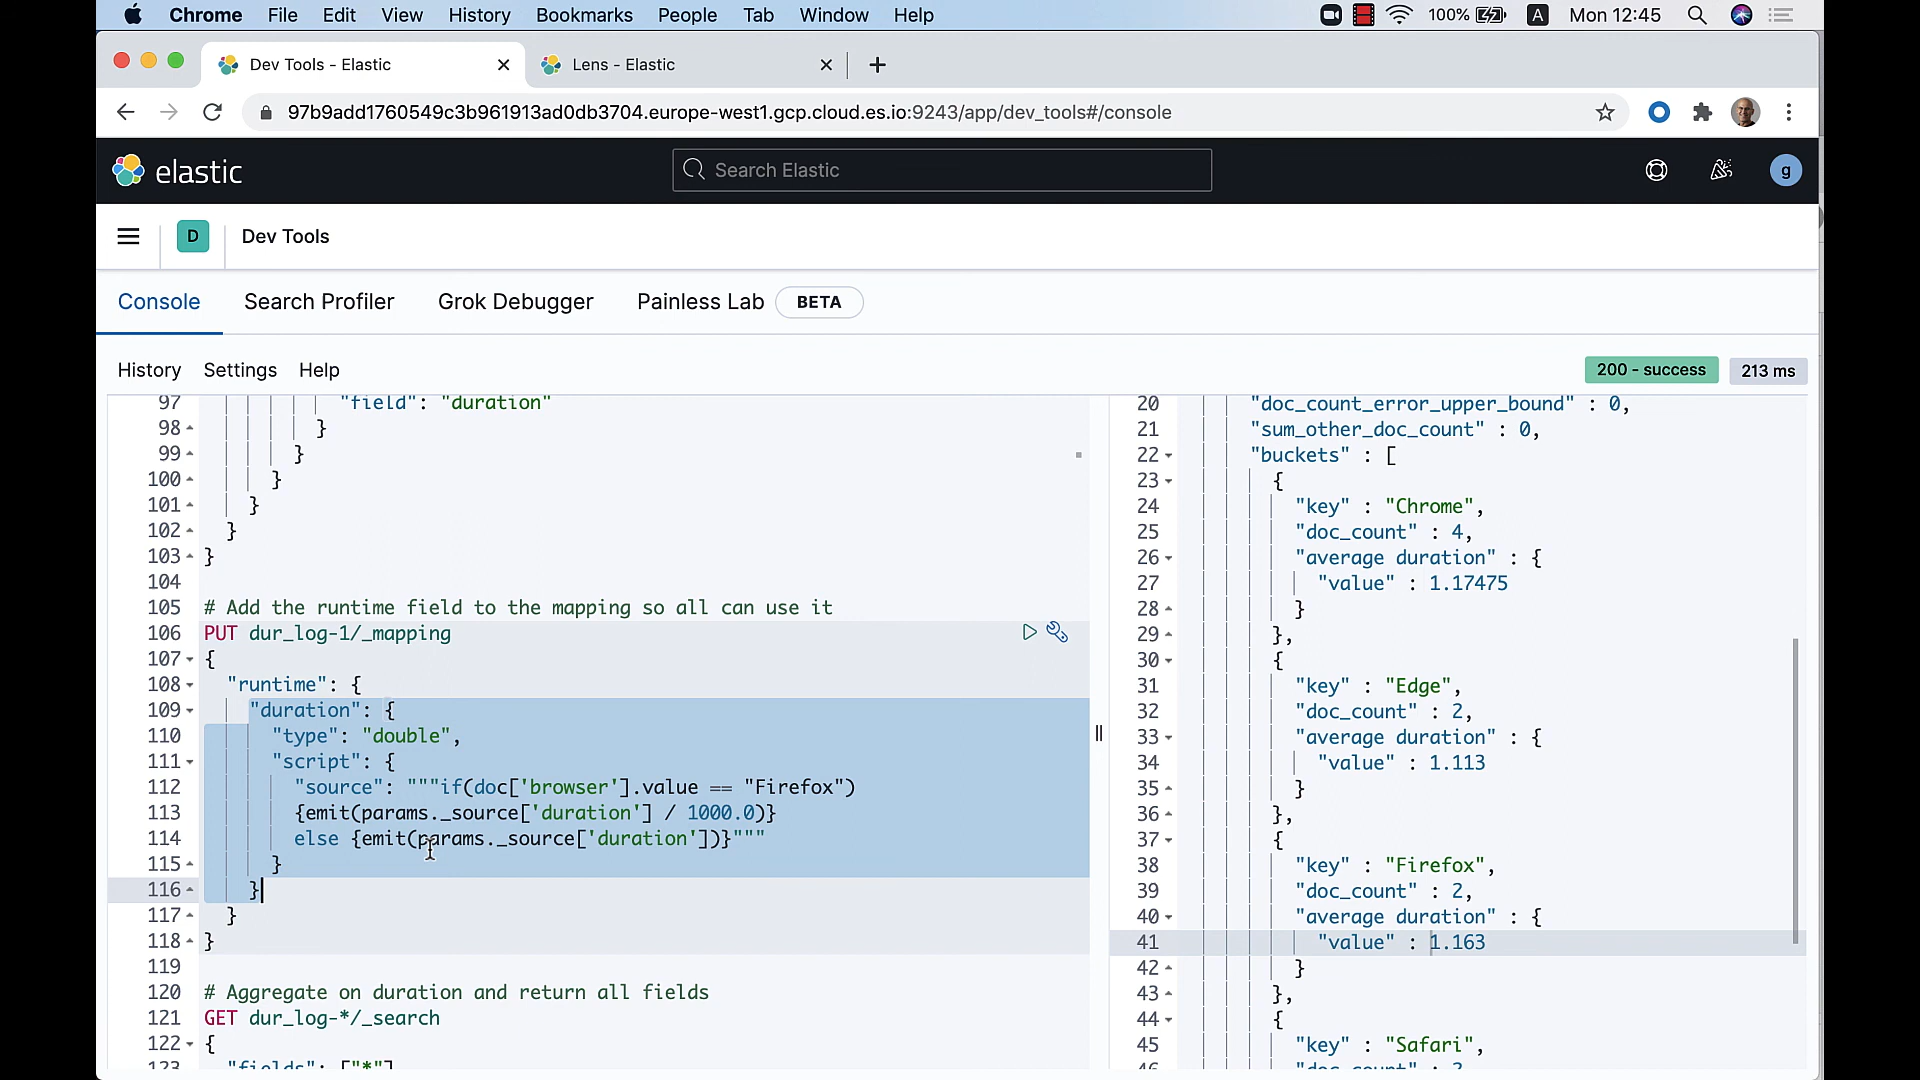 Chrome File Edit View History Bookmarks People Tab Window Help 100% A Mon 12:45
Dev Tools - Elastic
Lens - Elastic
97b9add1760549c3b961913ad0db3704.europe-west1.gcp.cloud.es.io:9243/app/dev_tools#/console
elastic
Search Elastic
g
D Dev Tools
Console Search Profiler Grok Debugger Painless Lab BETA
History Settings Help
200 - success 213 ms
97 "field": "duration"
98 }
99 }
100 }
101 }
102 }
103 }
104
105 # Add the runtime field to the mapping so all can use it
106 PUT dur_log-1/_mapping
107 {
108 "runtime": {
109 "duration": {
110 "type": "double",
111 "script": {
112 "source": """if(doc['browser'].value == "Firefox")
113 {emit(params._source['duration'] / 1000.0)}
114 else {emit(params._source['duration'])}"""
115 }
116 }
117 }
118 }
119
120 # Aggregate on duration and return all fields
121 GET dur_log-*/_search
122 {
123 "fields": ["*"]
20 "doc_count_error_upper_bound" : 0,
21 "sum_other_doc_count" : 0,
22 "buckets" : [
23 {
24 "key" : "Chrome",
25 "doc_count" : 4,
26 "average duration" : {
27 "value" : 1.17475
28 }
29 },
30 {
31 "key" : "Edge",
32 "doc_count" : 2,
33 "average duration" : {
34 "value" : 1.113
35 }
36 },
37 {
38 "key" : "Firefox",
39 "doc_count" : 2,
40 "average duration" : {
41 "value" : 1.163
42 }
43 },
44 {
45 "key" : "Safari",